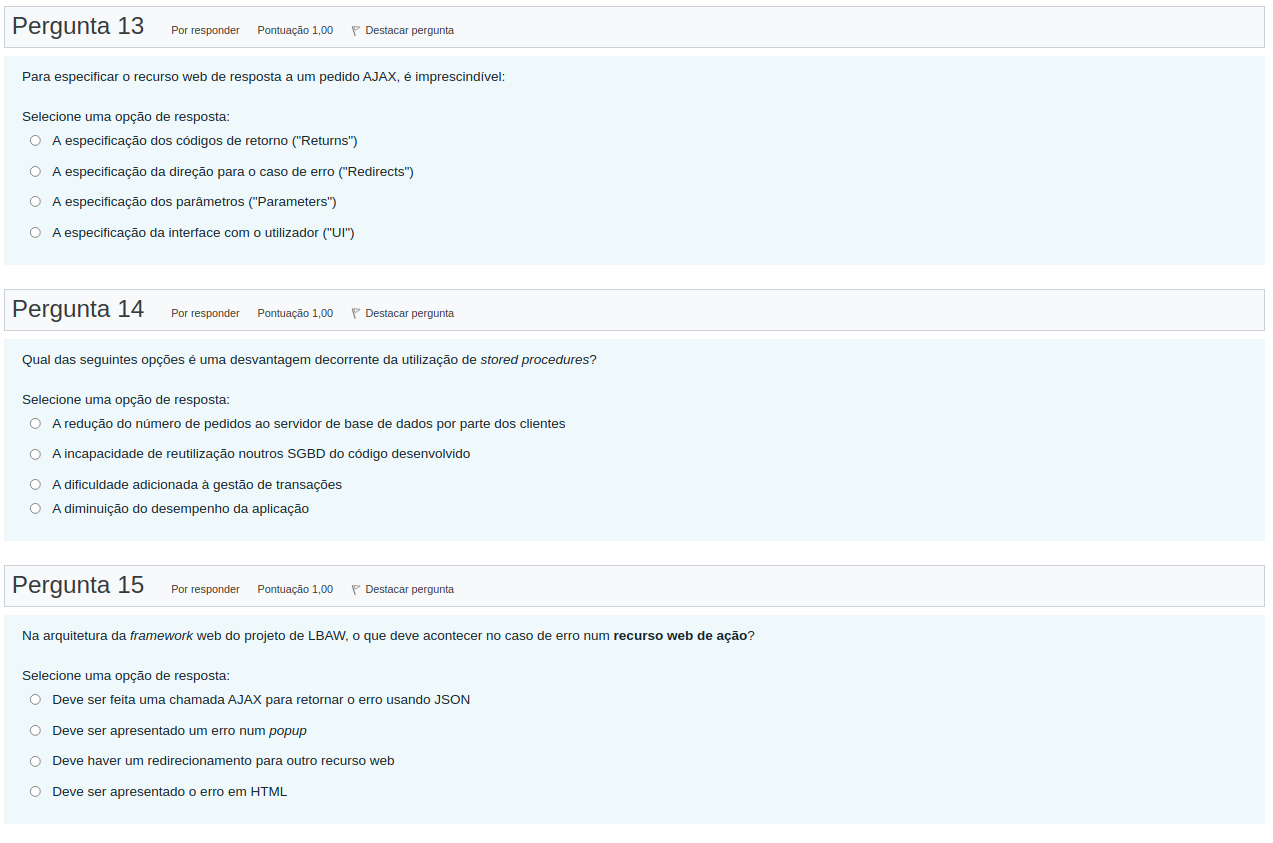 Pergunta 13 Por responder Pontuação 1,00 Destacar pergunta
Para especificar o recurso web de resposta a um pedido AJAX, é imprescindível:
Selecione uma opção de resposta:
A especificação dos códigos de retorno ("Returns")
A especificação da direção para o caso de erro ("Redirects")
A especificação dos parâmetros ("Parameters")
A especificação da interface com o utilizador ("UI")
Pergunta 14 Por responder Pontuação 1,00 Destacar pergunta
Qual das seguintes opções é uma desvantagem decorrente da utilização de stored procedures?
Selecione uma opção de resposta:
A redução do número de pedidos ao servidor de base de dados por parte dos clientes
A incapacidade de reutilização noutros SGBD do código desenvolvido
A dificuldade adicionada à gestão de transações
A diminuição do desempenho da aplicação
Pergunta 15 Por responder Pontuação 1,00 Destacar pergunta
Na arquitetura da framework web do projeto de LBAW, o que deve acontecer no caso de erro num recurso web de ação?
Selecione uma opção de resposta:
Deve ser feita uma chamada AJAX para retornar o erro usando JSON
Deve ser apresentado um erro num popup
Deve haver um redirecionamento para outro recurso web
Deve ser apresentado o erro em HTML